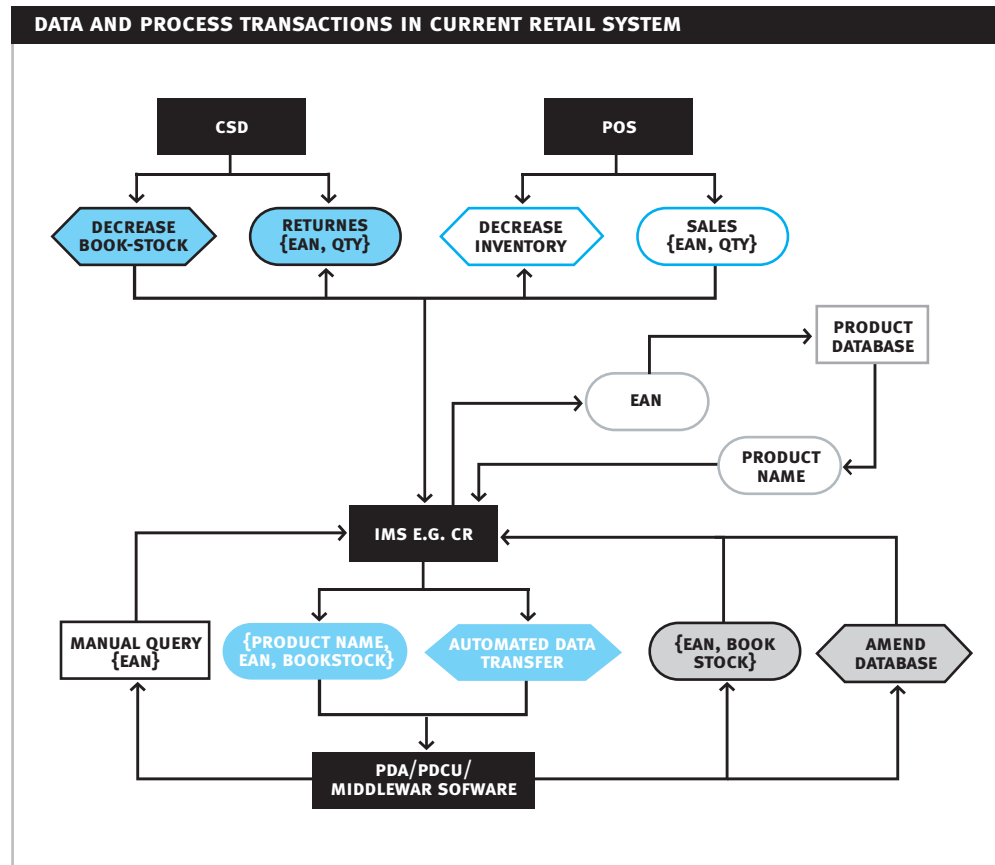 DATA AND PROCESS TRANSACTIONS IN CURRENT RETAIL SYSTEM
CSD
POS
DECREASE
BOOK-STOCK
RETURNES
{EAN, QTY}
DECREASE
INVENTORY
SALES
{EAN, QTY}
PRODUCT
DATABASE
EAN
PRODUCT
NAME
IMS E.G. CR
MANUAL QUERY
{EAN}
{PRODUCT NAME,
EAN, BOOKSTOCK}
AUTOMATED DATA
TRANSFER
{EAN, BOOK
STOCK}
AMEND
DATABASE
PDA/PDCU/
MIDDLEWAR SOFWARE